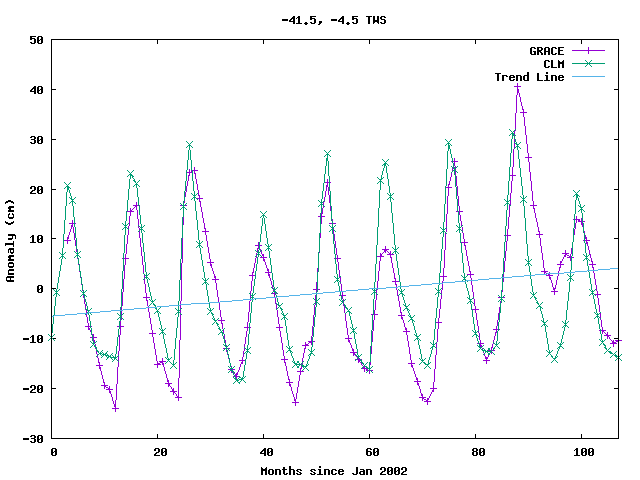 -41.5, -4.5 TWS
GRACE
CLM
Trend Line
50
40
30
20
10
0
-10
-20
-30
Anomaly (cm)
0 20 40 60 80 100
Months since Jan 2002